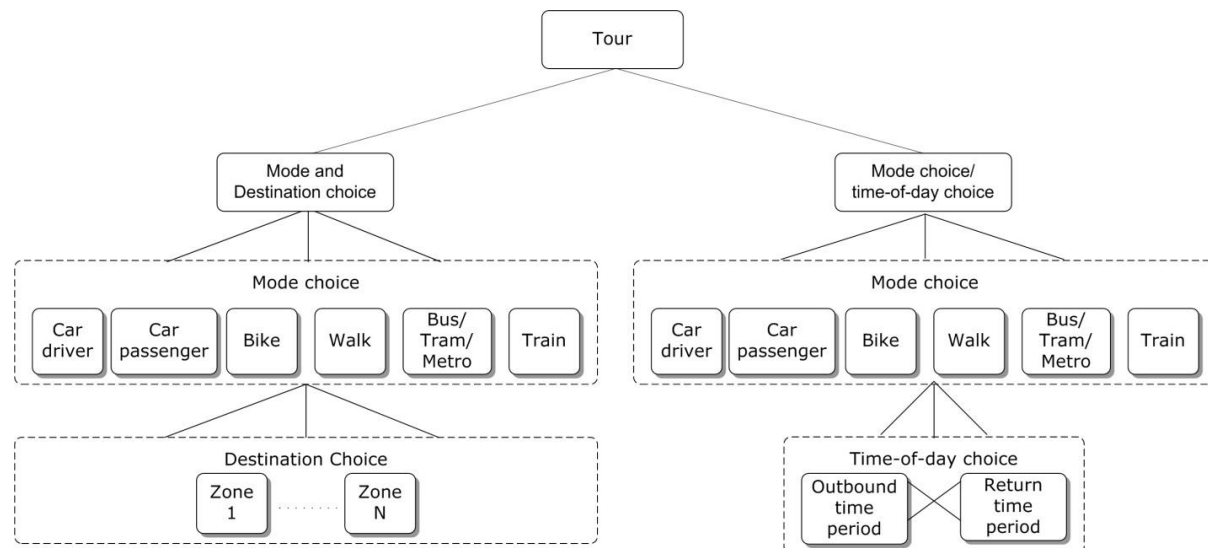 Tour
Mode and
Destination choice
Mode choice/
time-of-day choice
Mode choice
Car
driver
Car
passenger
Bike
Walk
Bus/
Tram/
Metro
Train
Mode choice
Car
driver
Car
passenger
Bike
Walk
Bus/
Tram/
Metro
Train
Destination Choice
Zone
1
Zone
N
Time-of-day choice
Outbound
time
period
Return
time
period